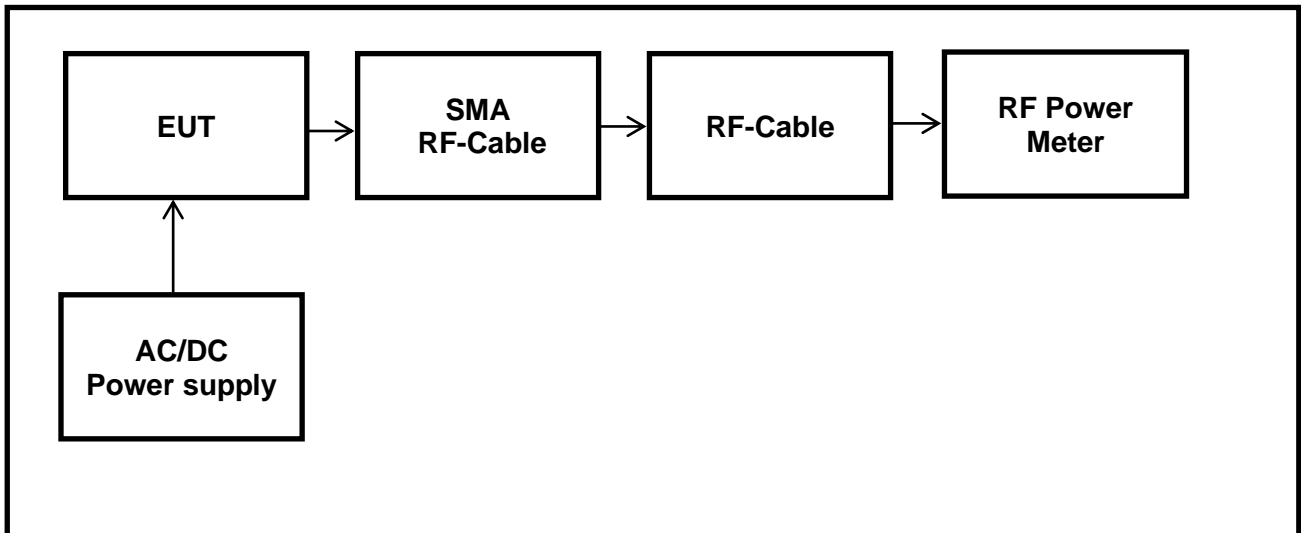 EUT
SMA
RF-Cable
RF-Cable
RF Power
Meter
AC/DC
Power supply